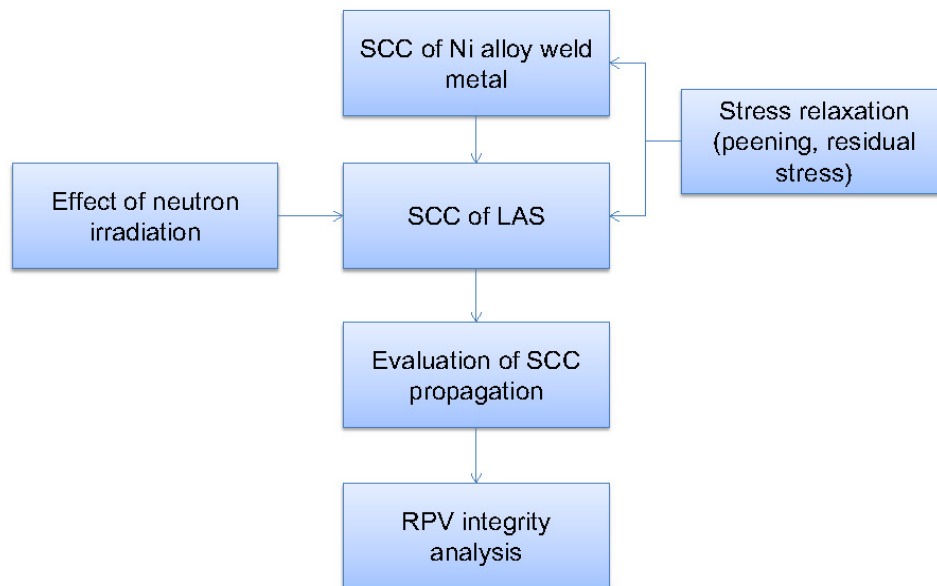 SCC of Ni alloy weld
metal
Stress relaxation
(peening, residual
stress)
Effect of neutron
irradiation
SCC of LAS
Evaluation of SCC
propagation
RPV integrity
analysis